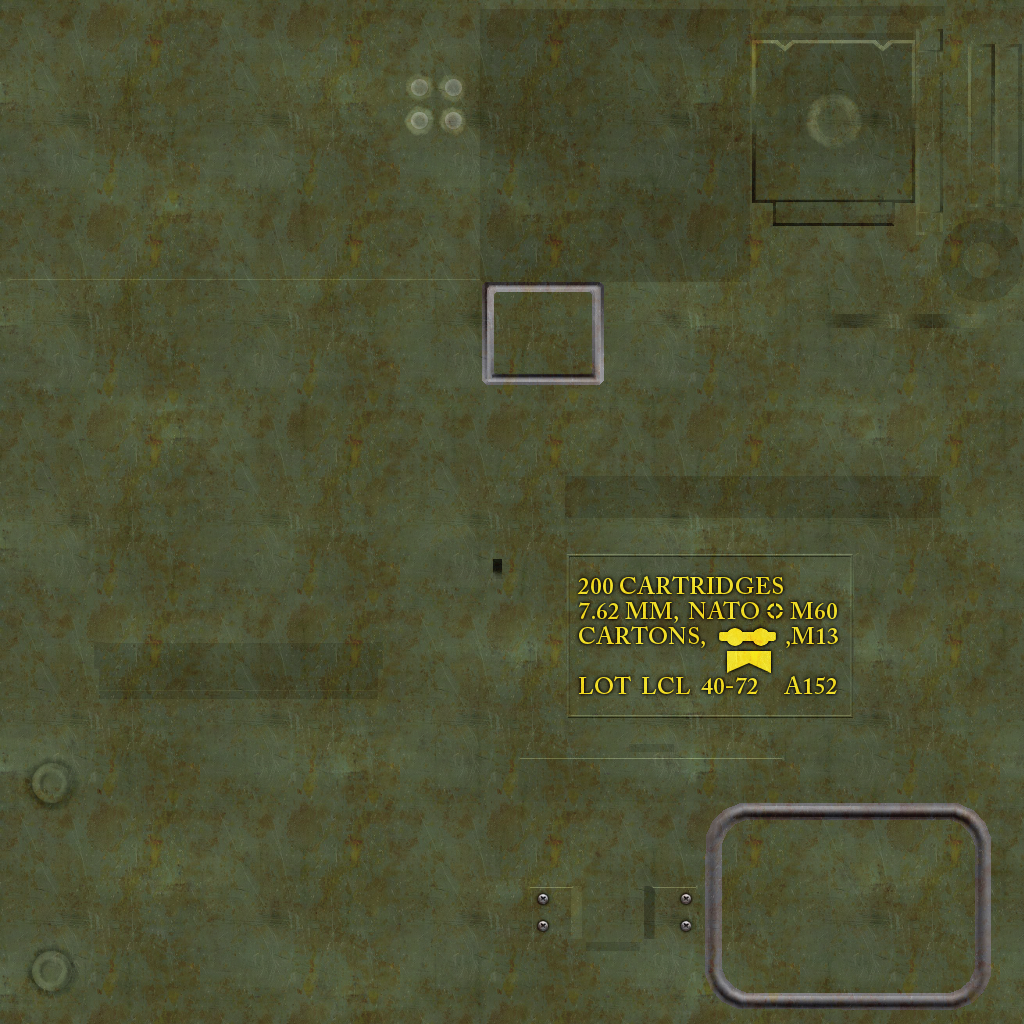 200 CARTRIDGES
7.62 MM, NATO M60
CARTONS, ,M13
LOT LCL 40-72 A152